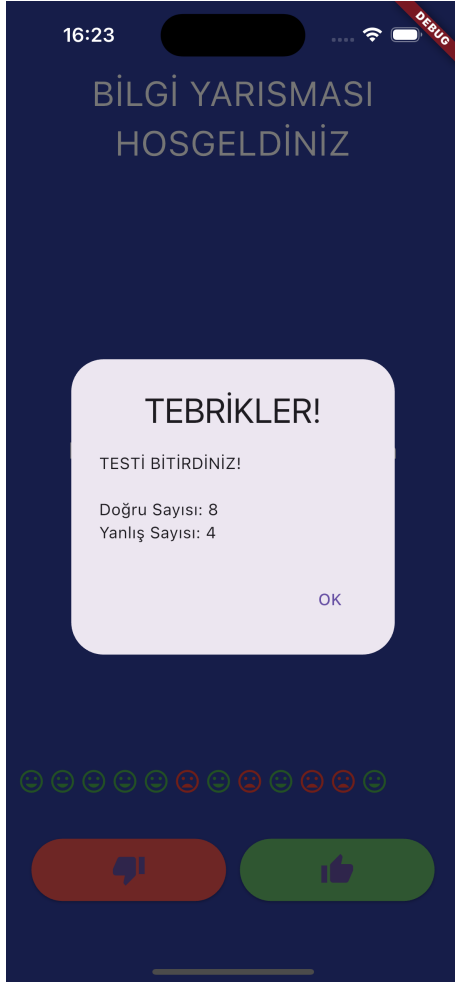 16:23
DEBUG
BİLGİ YARISMASI
HOSGELDİNİZ
TEBRİKLER!
TESTİ BİTİRDİNİZ!
Doğru Sayısı: 8
Yanlış Sayısı: 4
OK